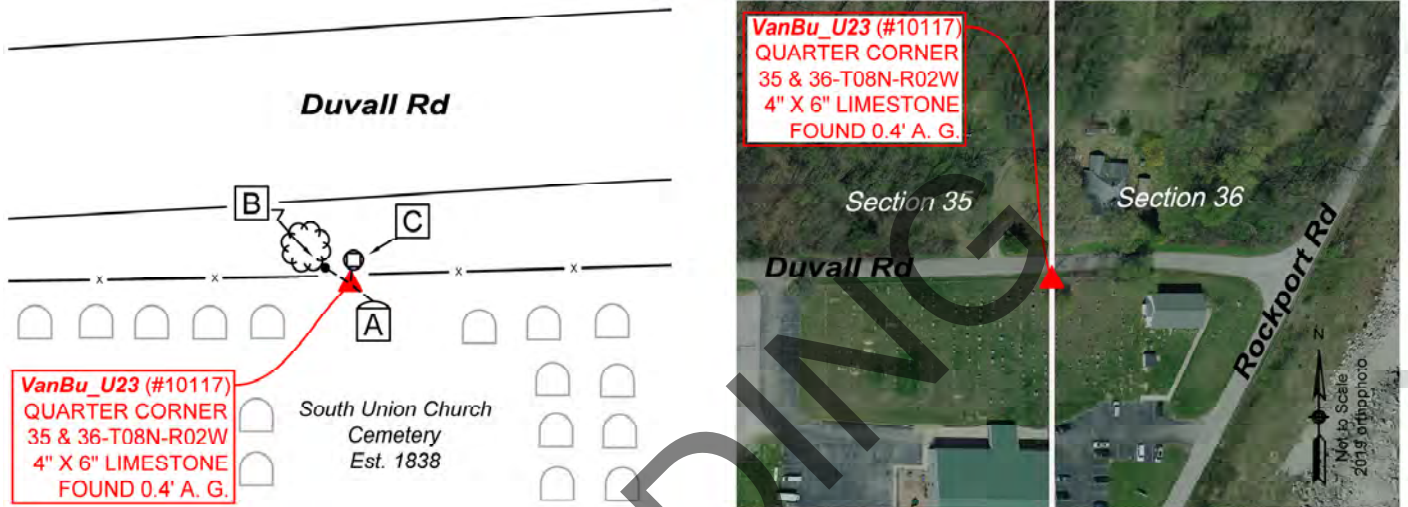 Duvall Rd
B
C
A
VanBu_U23 (#10117)
QUARTER CORNER
35 & 36-T08N-R02W
4" X 6" LIMESTONE
FOUND 0.4' A. G.
South Union Church
Cemetery
Est. 1838
VanBu_U23 (#10117)
QUARTER CORNER
35 & 36-T08N-R02W
4" X 6" LIMESTONE
FOUND 0.4' A. G.
Section 35
Section 36
Duvall Rd
Rockport Rd
N
Not to Scale
2019 orthophoto